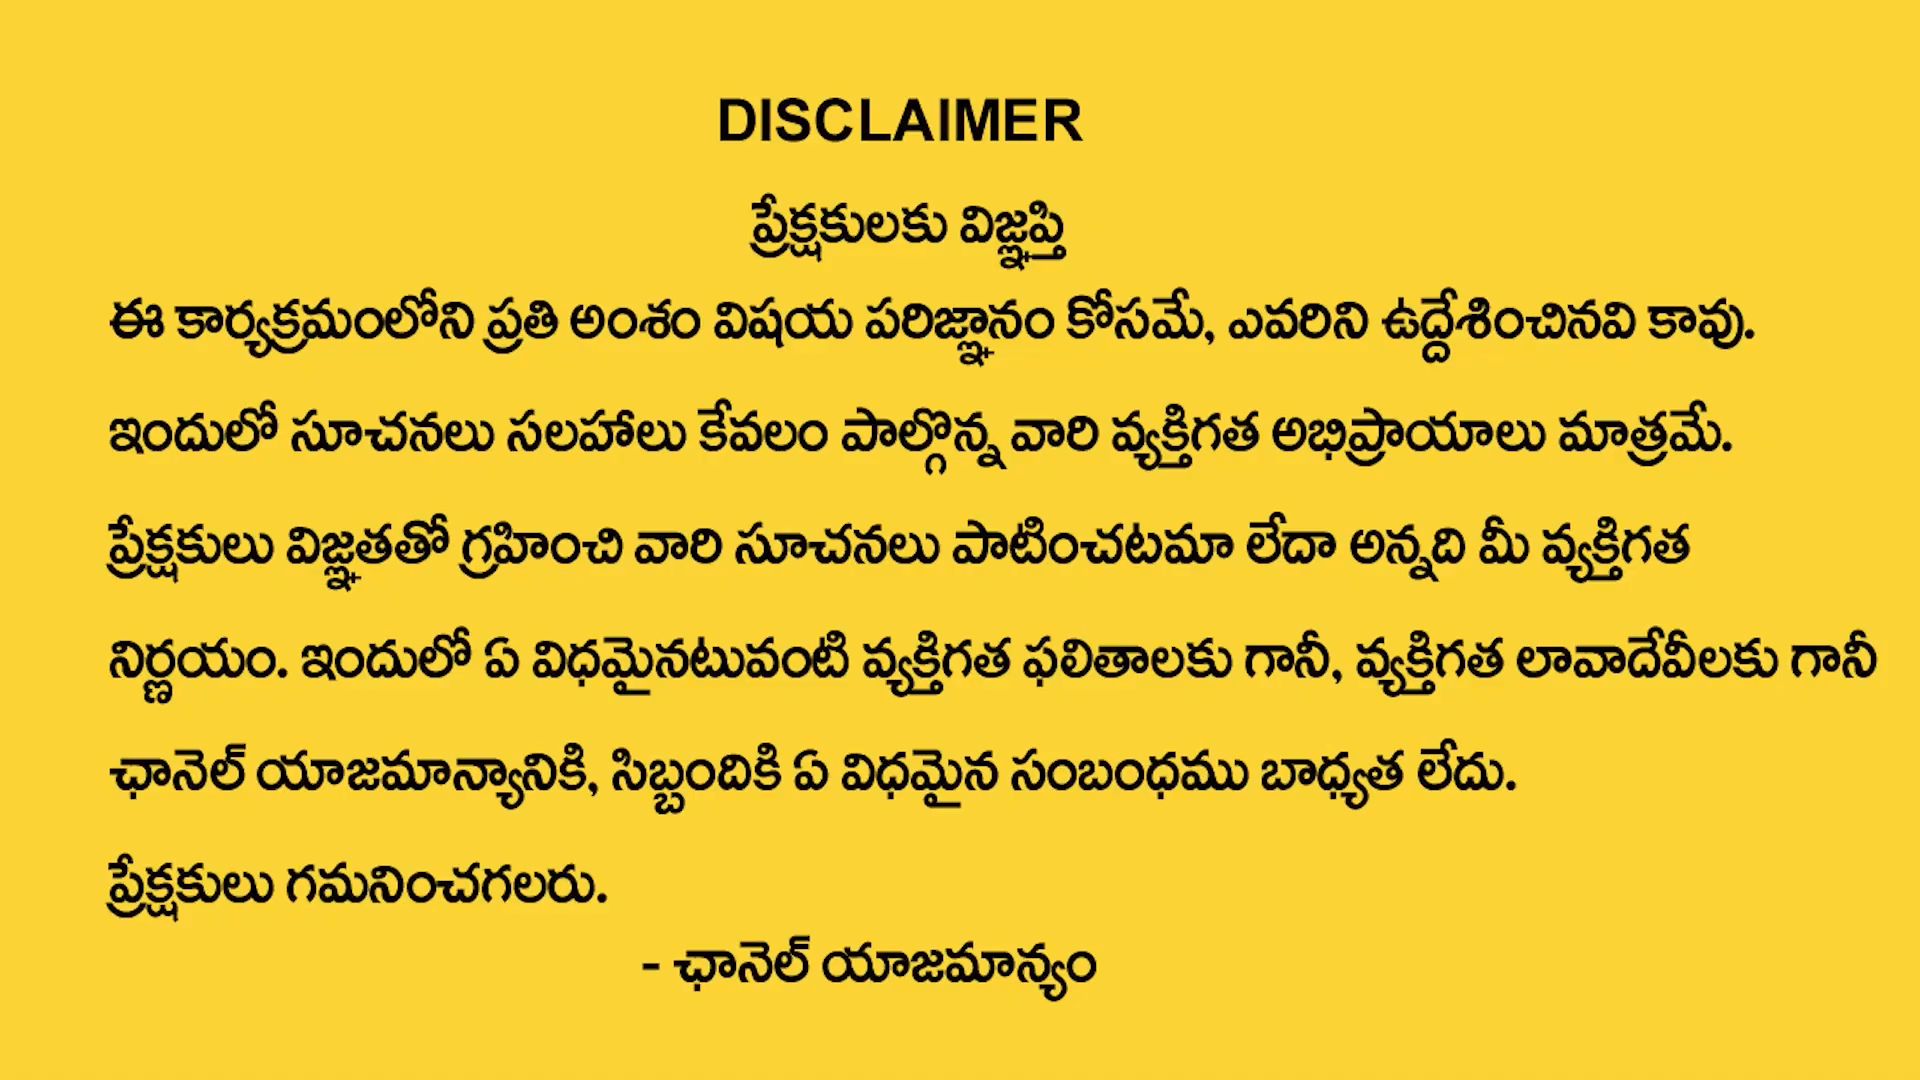 DISCLAIMER
ప్రేక్షకులకు విజ్ఞప్తి
ఈ కార్యక్రమంలోని ప్రతి అంశం విషయ పరిజ్ఞానం కోసమే, ఎవరిని ఉద్దేశించినవి కావు.
ఇందులో సూచనలు సలహాలు కేవలం పాల్గొన్న వారి వ్యక్తిగత అభిప్రాయాలు మాత్రమే.
ప్రేక్షకులు విజ్ఞతతో గ్రహించి వారి సూచనలు పాటించటమా లేదా అన్నది మీ వ్యక్తిగత
నిర్ణయం. ఇందులో ఏ విధమైనటువంటి వ్యక్తిగత ఫలితాలకు గానీ, వ్యక్తిగత లావాదేవీలకు గానీ
ఛానెల్ యాజమాన్యానికి, సిబ్బందికి ఏ విధమైన సంబంధము బాధ్యత లేదు.
ప్రేక్షకులు గమనించగలరు.
- ఛానెల్ యాజమాన్యం